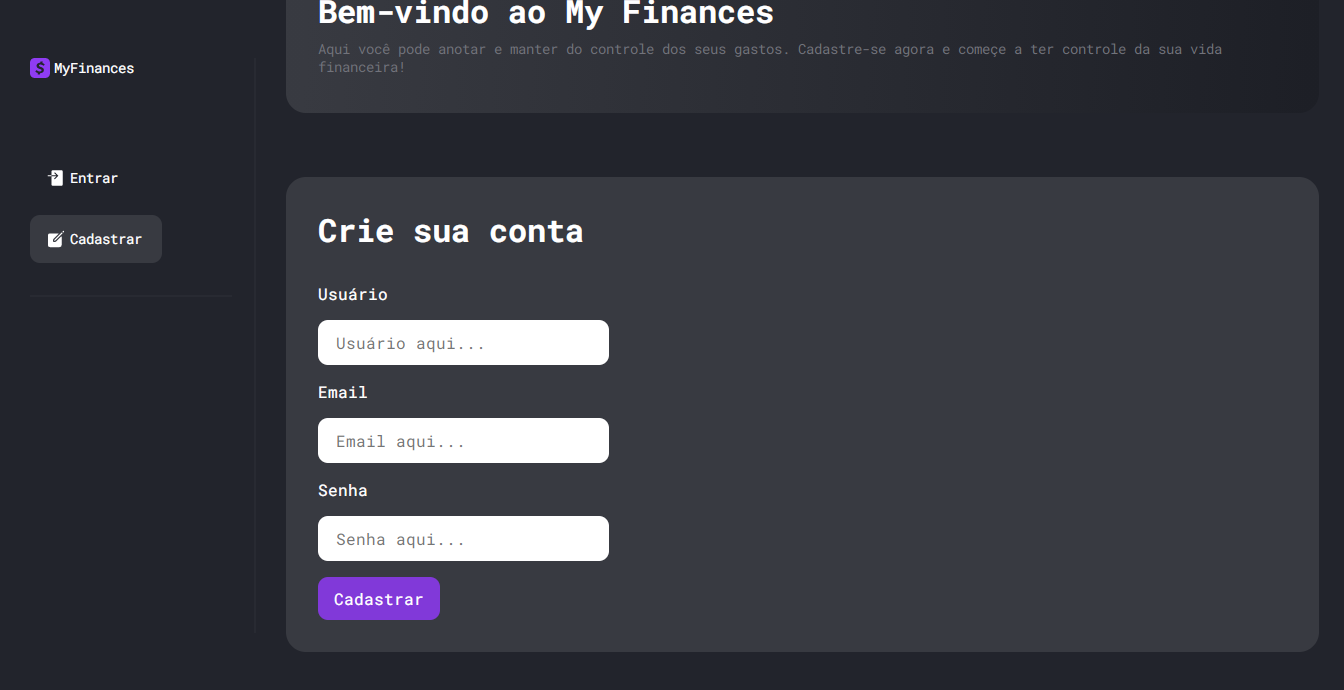 MyFinances
Entrar
Cadastrar
Bem-vindo ao My Finances
Aqui você pode anotar e manter do controle dos seus gastos. Cadastre-se agora e começe a ter controle da sua vida
financeira!
Crie sua conta
Usuário
Usuário aqui...
Email
Email aqui...
Senha
Senha aqui...
Cadastrar